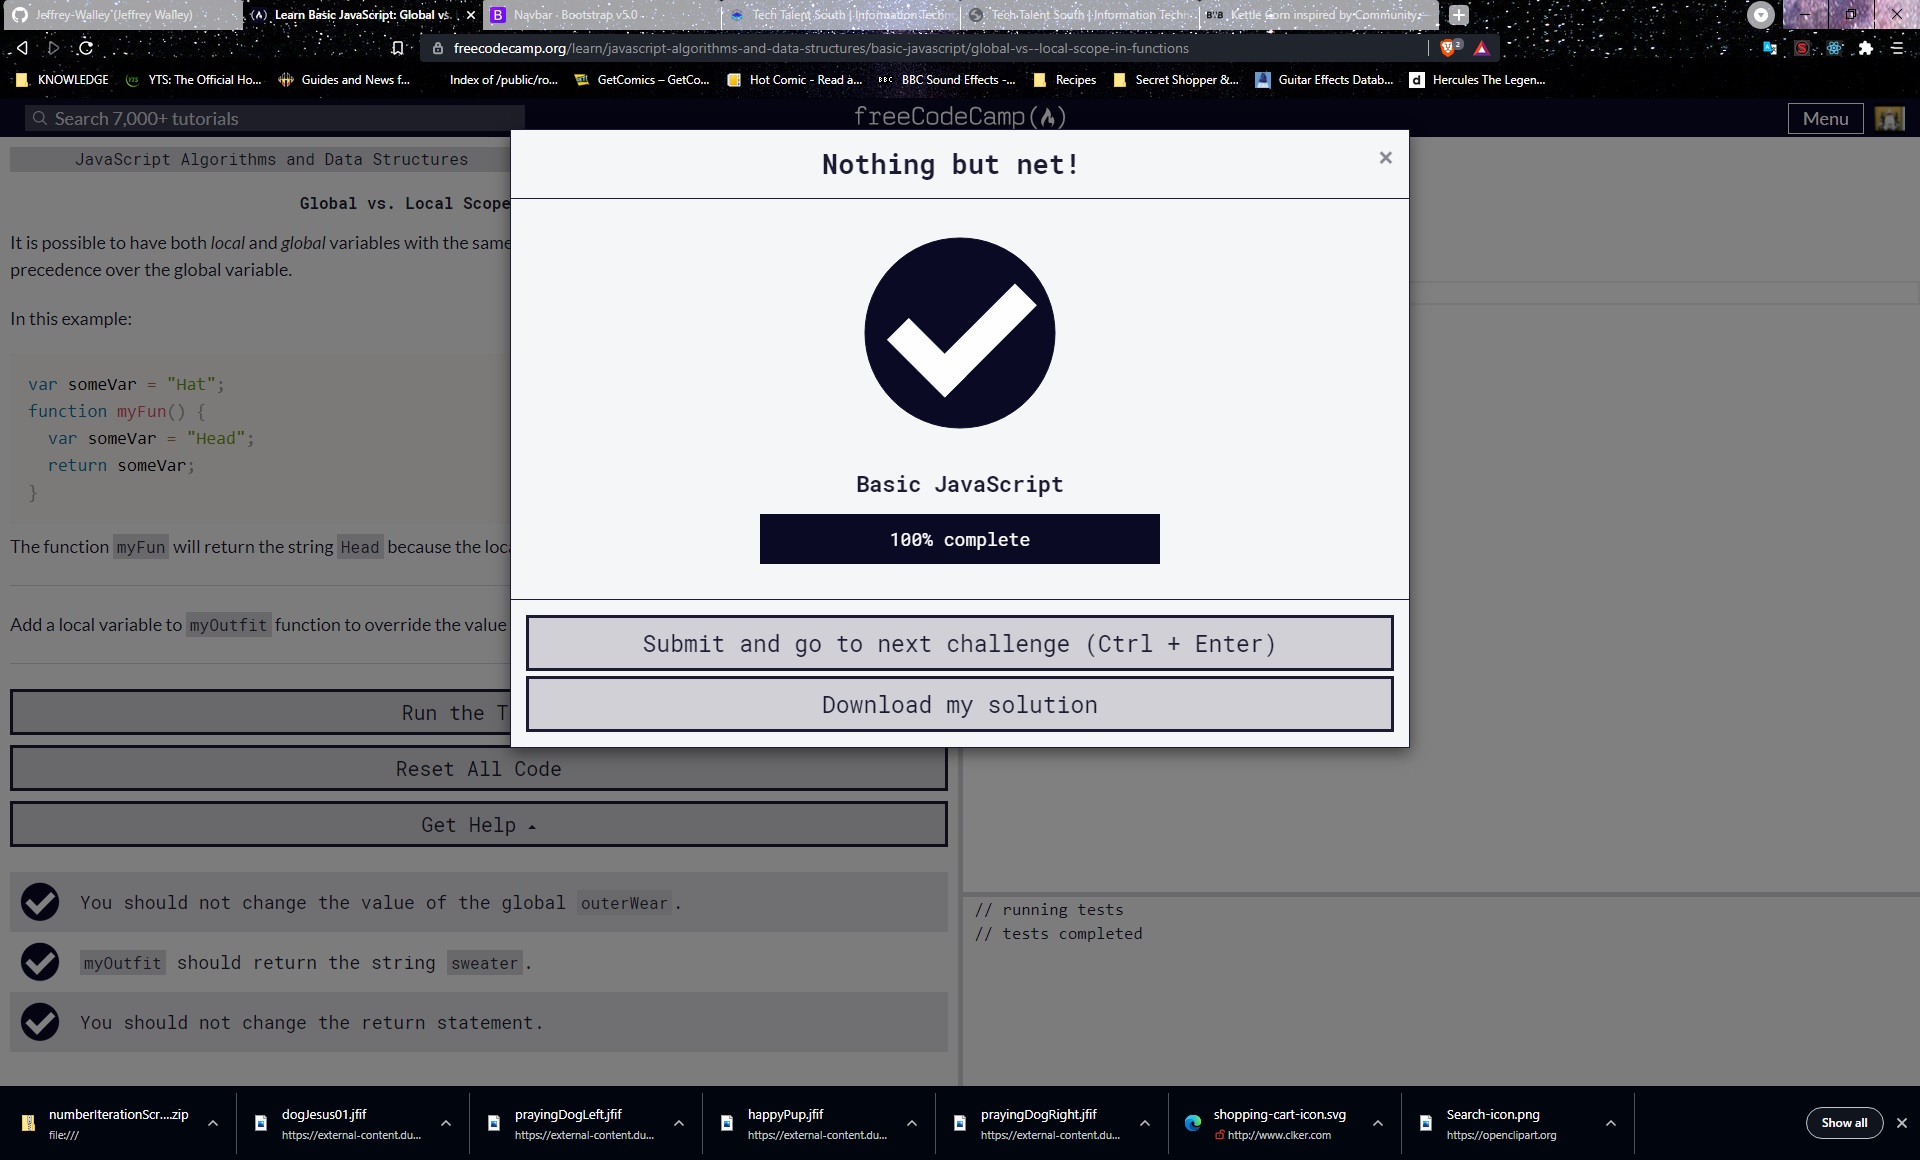 Jeffrey-Walley (Jeffrey Walley)
Learn Basic JavaScript: Global vs.
Navbar · Bootstrap v5.0
Tech Talent South | Information Techn
Tech Talent South | Information Techn
BWB Kettle Corn inspired by Community
freecodecamp.org/learn/javascript-algorithms-and-data-structures/basic-javascript/global-vs--local-scope-in-functions
2
KNOWLEDGE
YTS: The Official Ho...
Guides and News f...
Index of /public/ro...
GetComics – GetCo...
Hot Comic - Read a...
BBC BBC Sound Effects -...
Recipes
Secret Shopper &...
Guitar Effects Datab...
d Hercules The Legen...
Search 7,000+ tutorials
freeCodeCamp
Menu
JavaScript Algorithms and Data Structures
Global vs. Local Scope
It is possible to have both local and global variables with the same
precedence over the global variable.
In this example:
var someVar = "Hat";
function myFun() {
var someVar = "Head";
return someVar;
}
The function myFun will return the string Head because the loc
Add a local variable to myOutfit function to override the value
Run the T
Reset All Code
Get Help
You should not change the value of the global outerWear.
myOutfit should return the string sweater.
You should not change the return statement.
Nothing but net!
×
Basic JavaScript
100% complete
Submit and go to next challenge (Ctrl + Enter)
Download my solution
// running tests
// tests completed
numberIterationScr....zip
file:///
dogJesus01.jfif
https://external-content.du...
prayingDogLeft.jfif
https://external-content.du...
happyPup.jfif
https://external-content.du...
prayingDogRight.jfif
https://external-content.du...
shopping-cart-icon.svg
http://www.clker.com
Search-icon.png
https://openclipart.org
Show all